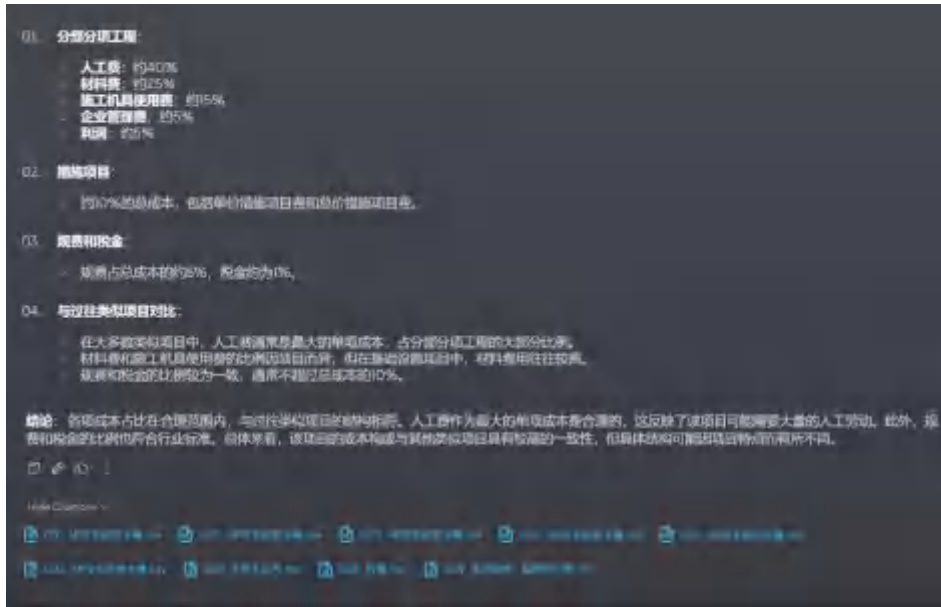 01. 分部分项工程:
人工费: 约40%
材料费: 约25%
施工机具使用费: 约15%
企业管理费: 约5%
利润: 约5%
02. 措施项目:
约10%的总成本，包括单价措施项目费和总价措施项目费。
03. 规费和税金:
规费占总成本的约8%，税金约为1%。
04. 与过往类似项目对比:
在大多数类似项目中，人工费通常是最大的单项成本，占分部分项工程的大部分比例。
材料费和施工机具使用费的比例因项目而异，但在基础设施项目中，材料费用往往较高。
规费和税金的比例较为一致，通常不超过总成本的10%。
结论: 各项成本占比在合理范围内，与过往类似项目的结构相符。人工费作为最大的单项成本是合理的，这反映了该项目可能需要大量的人工劳动。此外，规
费和税金的比例也符合行业标准。总体来看，该项目的成本构成与其他类似项目具有较高的一致性，但具体结构可能因项目特点而有所不同。